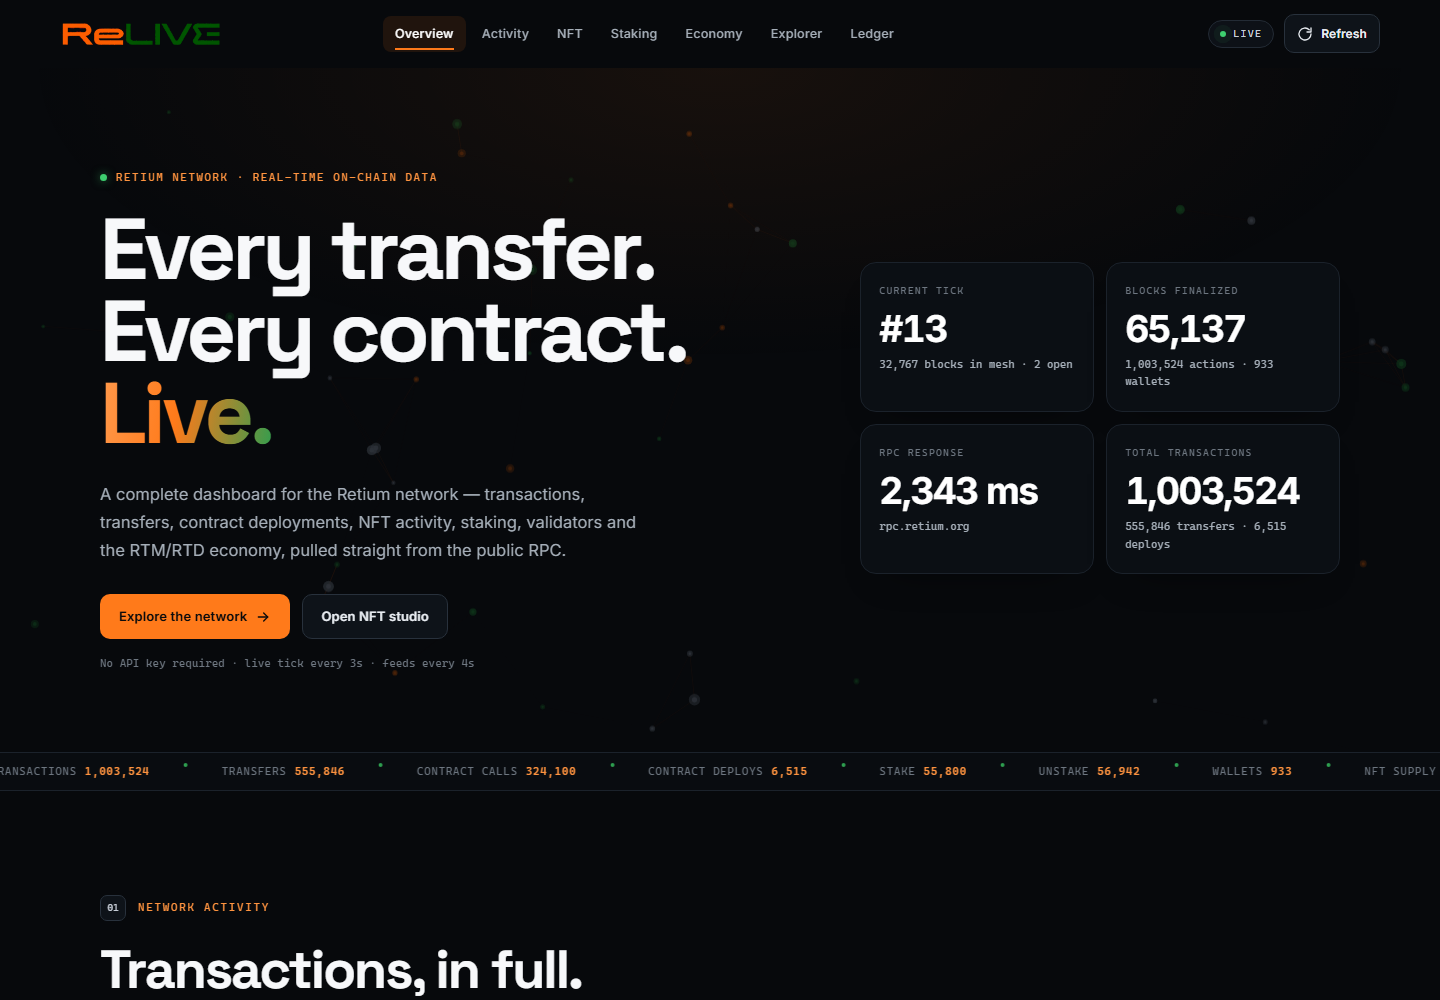 ReLIVE
Overview
Activity
NFT
Staking
Economy
Explorer
Ledger
LIVE
Refresh
RETIUM NETWORK · REAL-TIME ON-CHAIN DATA
Every transfer.
Every contract.
Live.
A complete dashboard for the Retium network — transactions,
transfers, contract deployments, NFT activity, staking, validators and
the RTM/RTD economy, pulled straight from the public RPC.
Explore the network →
Open NFT studio
No API key required · live tick every 3s · feeds every 4s
CURRENT TICK
#13
32,767 blocks in mesh · 2 open
BLOCKS FINALIZED
65,137
1,003,524 actions · 933
wallets
RPC RESPONSE
2,343 ms
rpc.retium.org
TOTAL TRANSACTIONS
1,003,524
555,846 transfers · 6,515
deploys
RANSACTIONS 1,003,524 • TRANSFERS 555,846 • CONTRACT CALLS 324,100 • CONTRACT DEPLOYS 6,515 • STAKE 55,800 • UNSTAKE 56,942 • WALLETS 933 • NFT SUPPLY
01 NETWORK ACTIVITY
Transactions, in full.